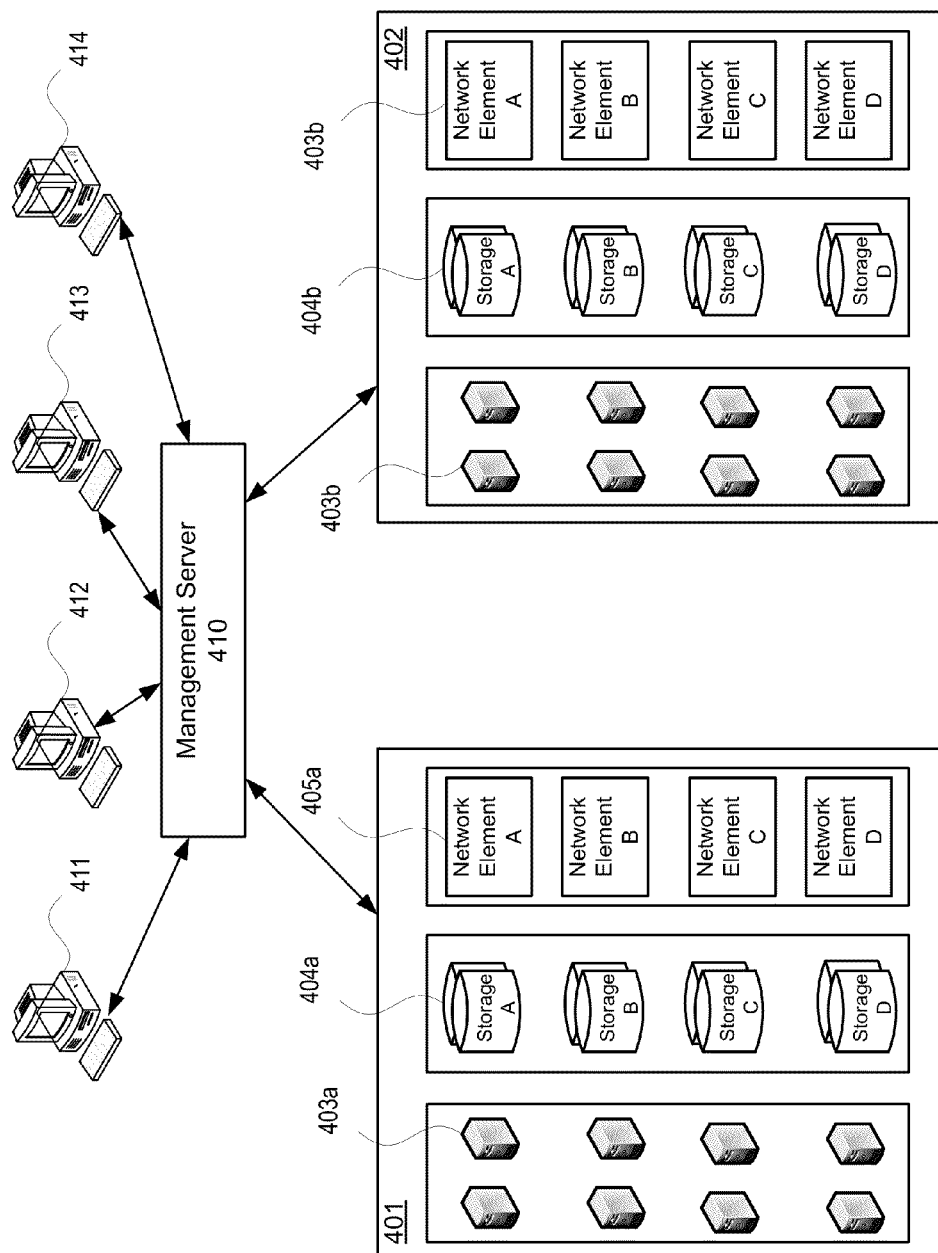 411
412
413
414
Management Server
410
401
403a
404a
405a
Storage
A
Storage
B
Storage
C
Storage
D
Network
Element
A
Network
Element
B
Network
Element
C
Network
Element
D
402
403b
404b
403b
Storage
A
Storage
B
Storage
C
Storage
D
Network
Element
A
Network
Element
B
Network
Element
C
Network
Element
D